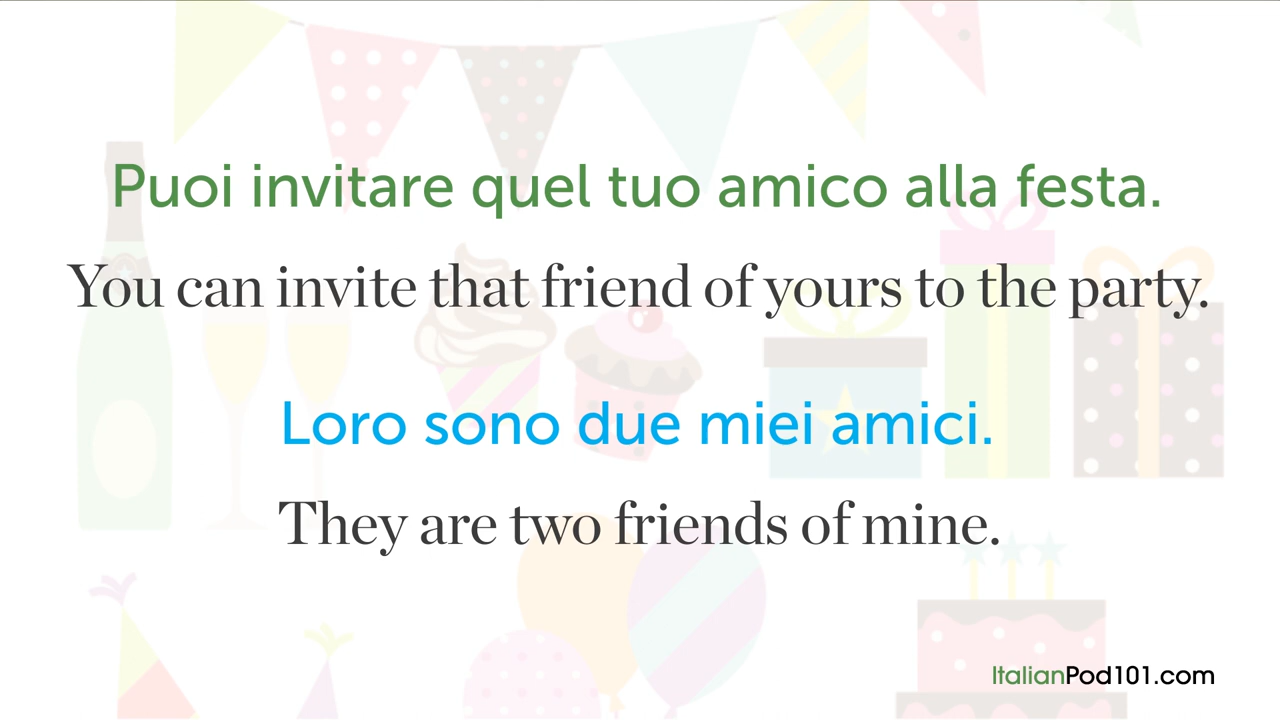 Puoi invitare quel tuo amico alla festa.
You can invite that friend of yours to the party.
Loro sono due miei amici.
They are two friends of mine.
ItalianPod101.com